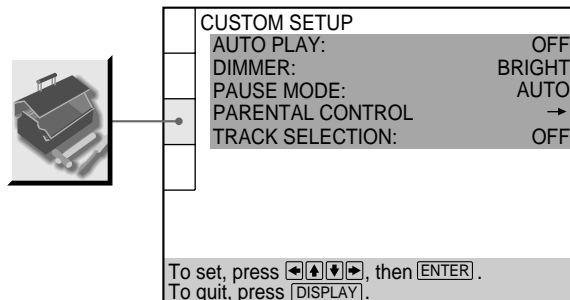 CUSTOM SETUP
AUTO PLAY: OFF
DIMMER: BRIGHT
PAUSE MODE: AUTO
PARENTAL CONTROL →
TRACK SELECTION: OFF
To set, press ←↑↓→, then ENTER.
To quit, press DISPLAY.